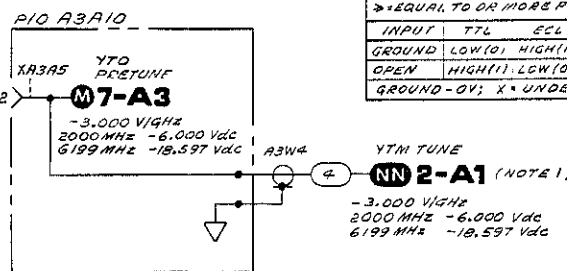 P/O A3A10
XA3A5
YTO
PRETUNE
M 7-A3
-3.000 V/GHz
2000 MHz -6.000 Vdc
6199 MHz -18.597 Vdc
A3W4
4
YTM TUNE
NN 2-A1 (NOTE 1)
-3.000 V/GHz
2000 MHz -6.000 Vdc
6199 MHz -18.597 Vdc
≥=EQUAL TO OR MORE P
INPUT TTL ECL
GROUND LOW(0) HIGH(1
OPEN HIGH(1) LOW(0
GROUND-0V; X=UNDE